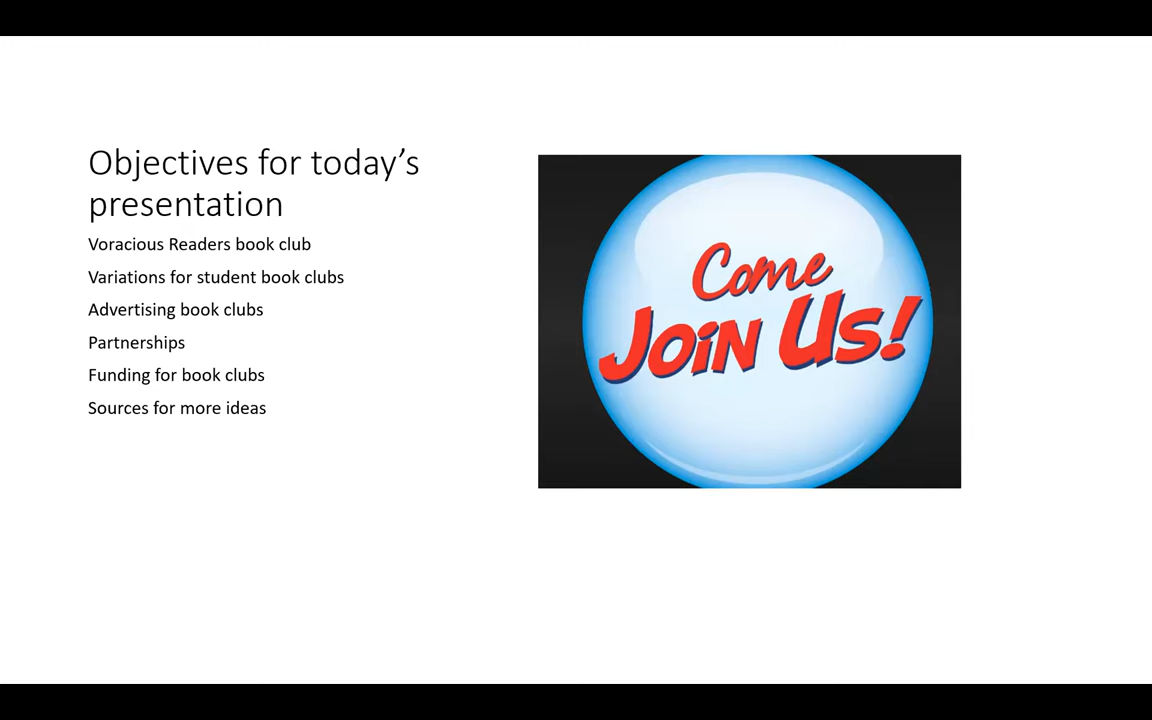 Objectives for today’s
presentation
Voracious Readers book club
Variations for student book clubs
Advertising book clubs
Partnerships
Funding for book clubs
Sources for more ideas
Come
Join Us!